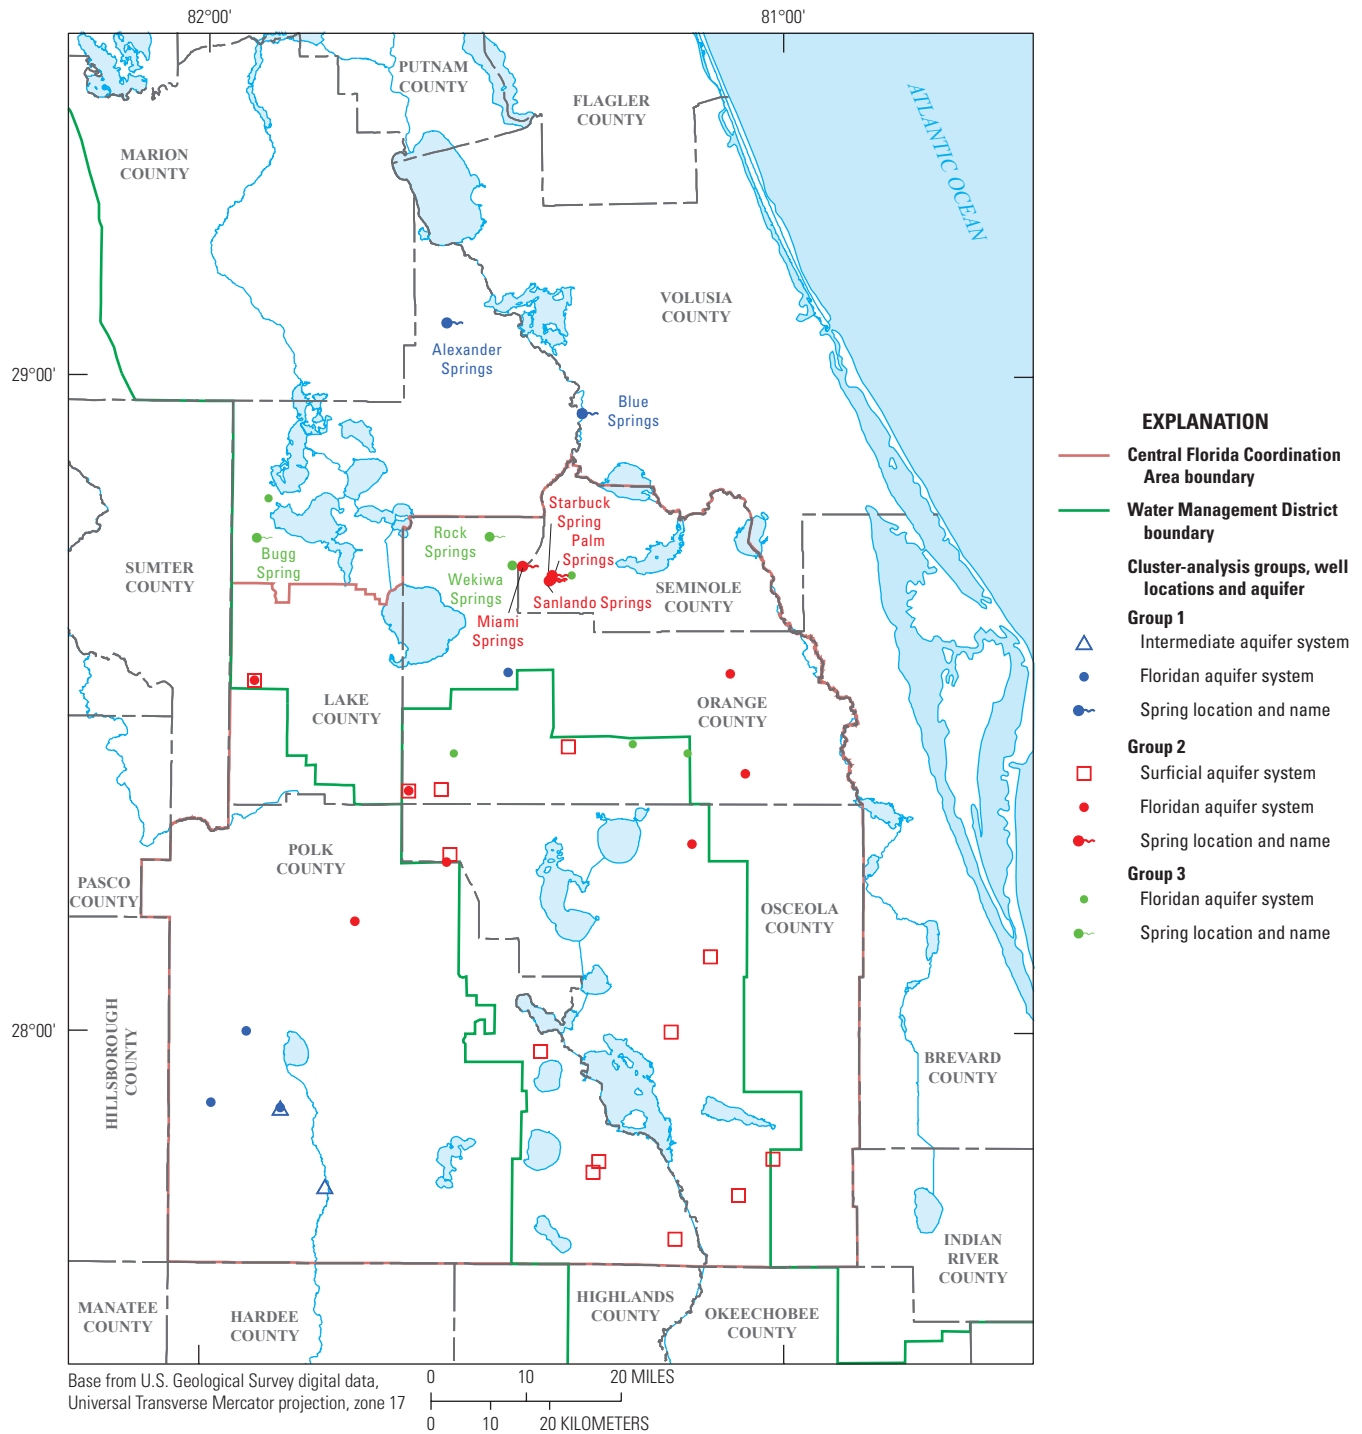 82°00'
81°00'
PUTNAM
COUNTY
FLAGLER
COUNTY
ATLANTIC OCEAN
MARION
COUNTY
VOLUSIA
COUNTY
Alexander
Springs
29°00'
Blue
Springs
Starbuck
Spring
Palm
Springs
Rock
Springs
Bugg
Spring
Wekiwa
Springs
SUMTER
COUNTY
SEMINOLE
COUNTY
Sanlando Springs
Miami
Springs
LAKE
COUNTY
ORANGE
COUNTY
POLK
COUNTY
PASCO
COUNTY
OSCEOLA
COUNTY
28°00'
HILLSBOROUGH
COUNTY
BREVARD
COUNTY
INDIAN
RIVER
COUNTY
MANATEE
COUNTY
HARDEE
COUNTY
HIGHLANDS
COUNTY
OKEECHOBEE
COUNTY
EXPLANATION
Central Florida Coordination
Area boundary
Water Management District
boundary
Cluster-analysis groups, well
locations and aquifer
Group 1
Intermediate aquifer system
Floridan aquifer system
Spring location and name
Group 2
Surficial aquifer system
Floridan aquifer system
Spring location and name
Group 3
Floridan aquifer system
Spring location and name
Base from U.S. Geological Survey digital data,
Universal Transverse Mercator projection, zone 17
0 10 20 MILES
0 10 20 KILOMETERS